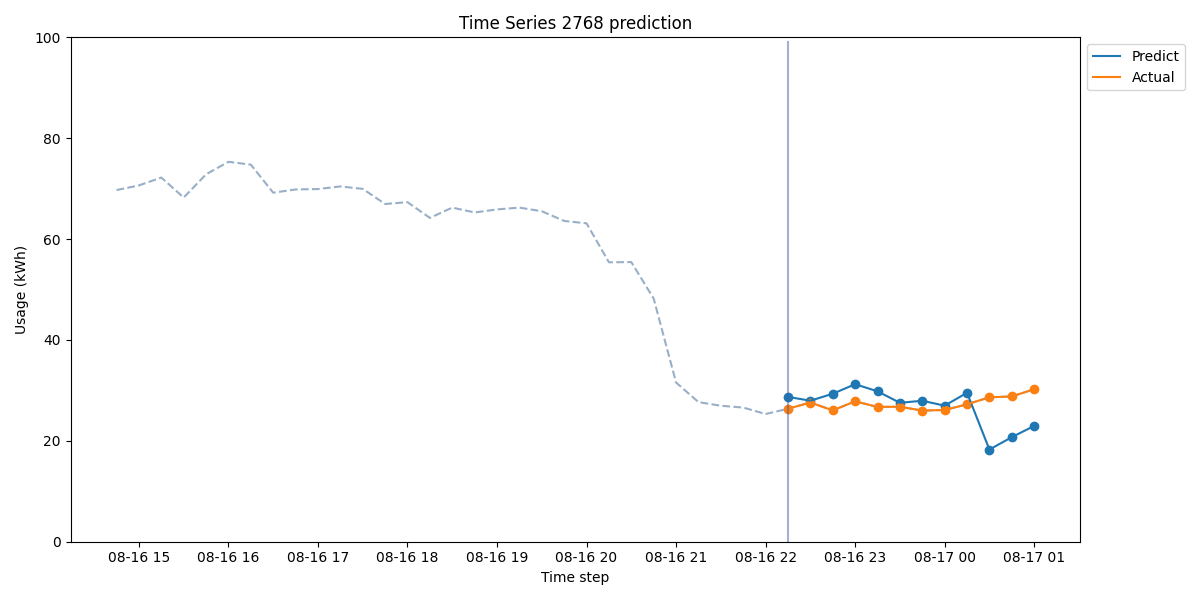 Time Series 2768 prediction
Predict
Actual
Usage (kWh)
100
80
60
40
20
0
08-16 15 08-16 16 08-16 17 08-16 18 08-16 19 08-16 20 08-16 21 08-16 22 08-16 23 08-17 00 08-17 01
Time step